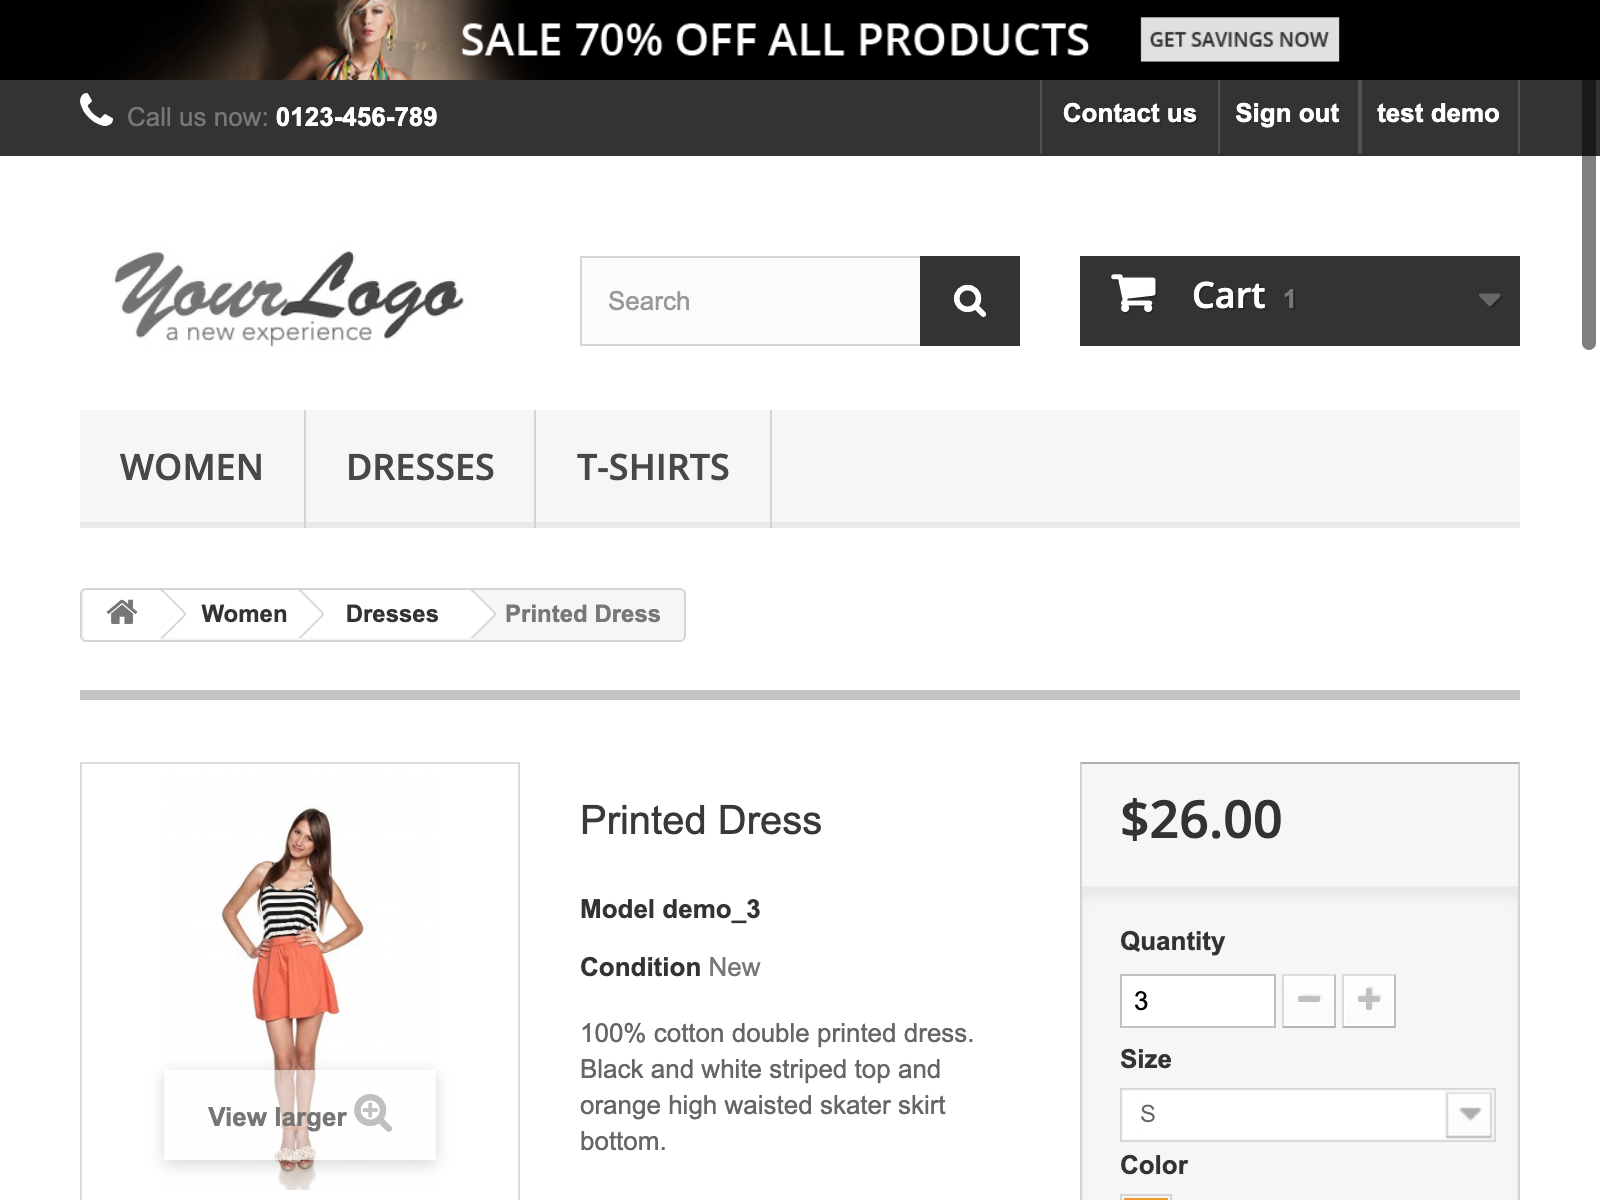 SALE 70% OFF ALL PRODUCTS
GET SAVINGS NOW
Call us now: 0123-456-789
Contact us
Sign out
test demo
YourLogo
a new experience
Search
Cart 1
WOMEN
DRESSES
T-SHIRTS
Women
Dresses
Printed Dress
View larger
Printed Dress
Model demo_3
Condition New
100% cotton double printed dress.
Black and white striped top and
orange high waisted skater skirt
bottom.
$26.00
Quantity
3
Size
S
Color